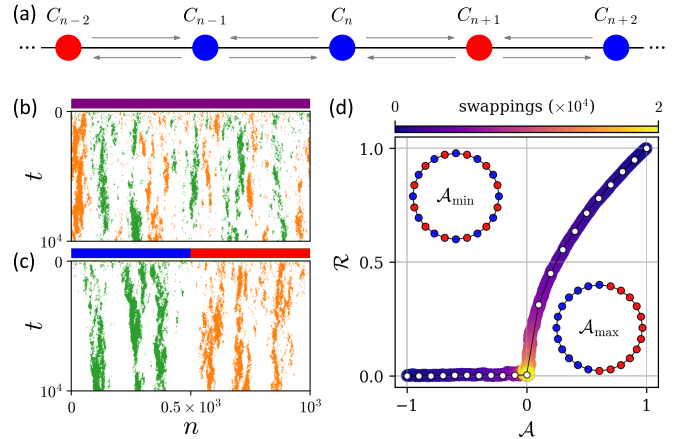 (a)
C_{n−2} C_{n−1} C_n C_{n+1} C_{n+2}
... ...
(b)
0
t
10^4
(c)
0
t
10^4
0 0.5 × 10^3 10^3
n
(d)
swappings (×10^4)
0 2
1.0
0.5
0.0
R
A_min
A_max
−1 0 1
A